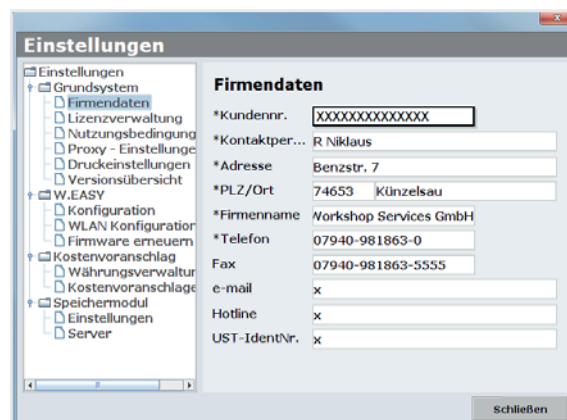 Einstellungen
Einstellungen
Grundsystem
Firmendaten
Lizenzverwaltung
Nutzungsbedingung
Proxy - Einstellunge
Druckeinstellungen
Versionsübersicht
W.EASY
Konfiguration
WLAN Konfiguration
Firmware erneuern
Kostenvoranschlag
Währungsverwaltur
Kostenvoranschlage
Speichermodul
Einstellungen
Server
Firmendaten
*Kundennr. XXXXXXXXXXXXXX
*Kontaktper... R Niklaus
*Adresse Benzstr. 7
*PLZ/Ort 74653 Künzelsau
*Firmenname Workshop Services GmbH
*Telefon 07940-981863-0
Fax 07940-981863-5555
e-mail x
Hotline x
UST-IdentNr. x
Schließen